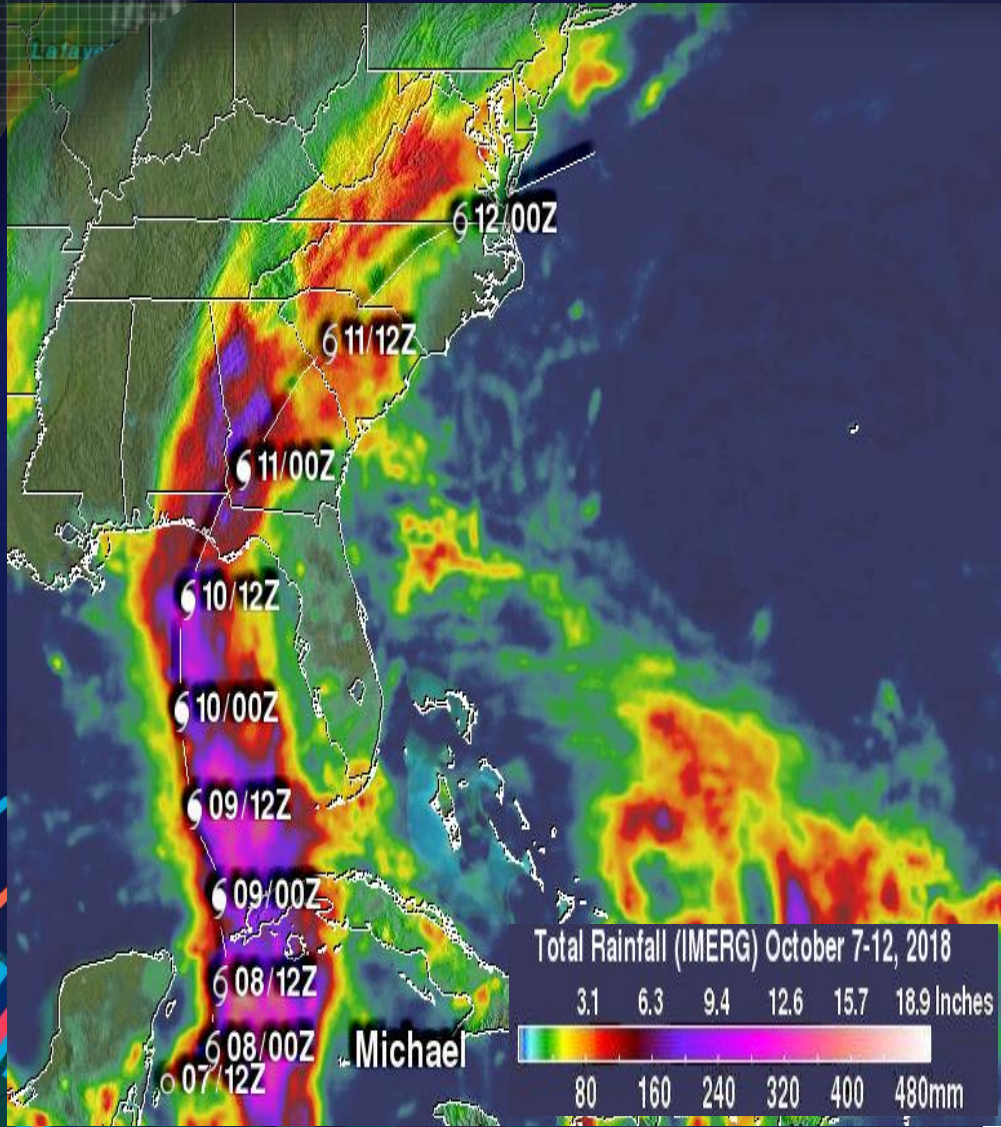 Lafaye
12/00Z
11/12Z
11/00Z
10/12Z
10/00Z
09/12Z
09/00Z
08/12Z
08/00Z
07/12Z
Michael
Total Rainfall (IMERG) October 7-12, 2018
3.1 6.3 9.4 12.6 15.7 18.9 Inches
80 160 240 320 400 480mm